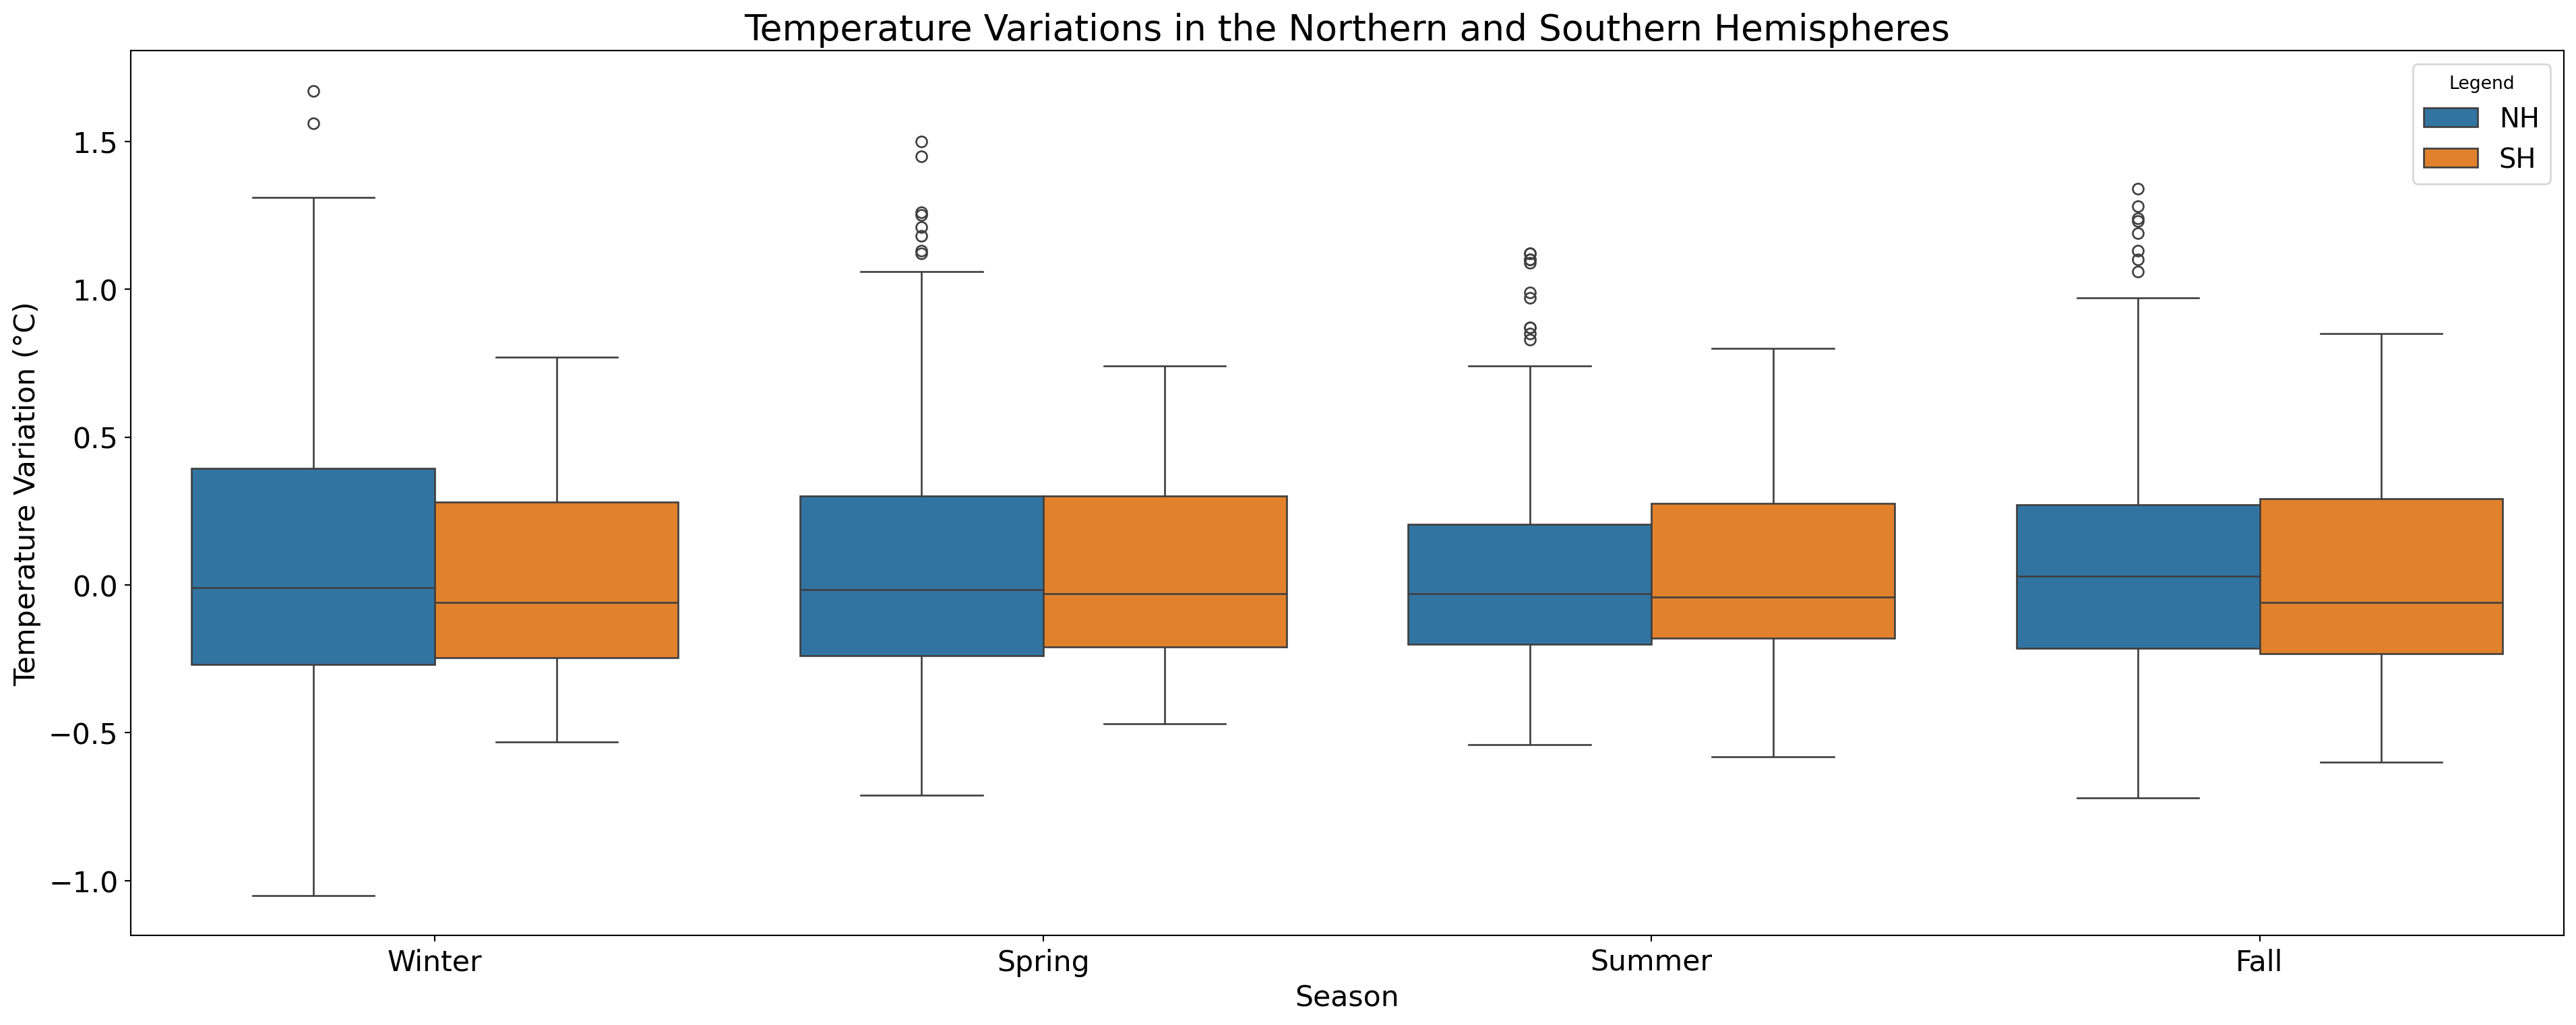 Temperature Variations in the Northern and Southern Hemispheres
Legend
NH
SH
Temperature Variation (°C)
1.5
1.0
0.5
0.0
−0.5
−1.0
Winter
Spring
Summer
Fall
Season